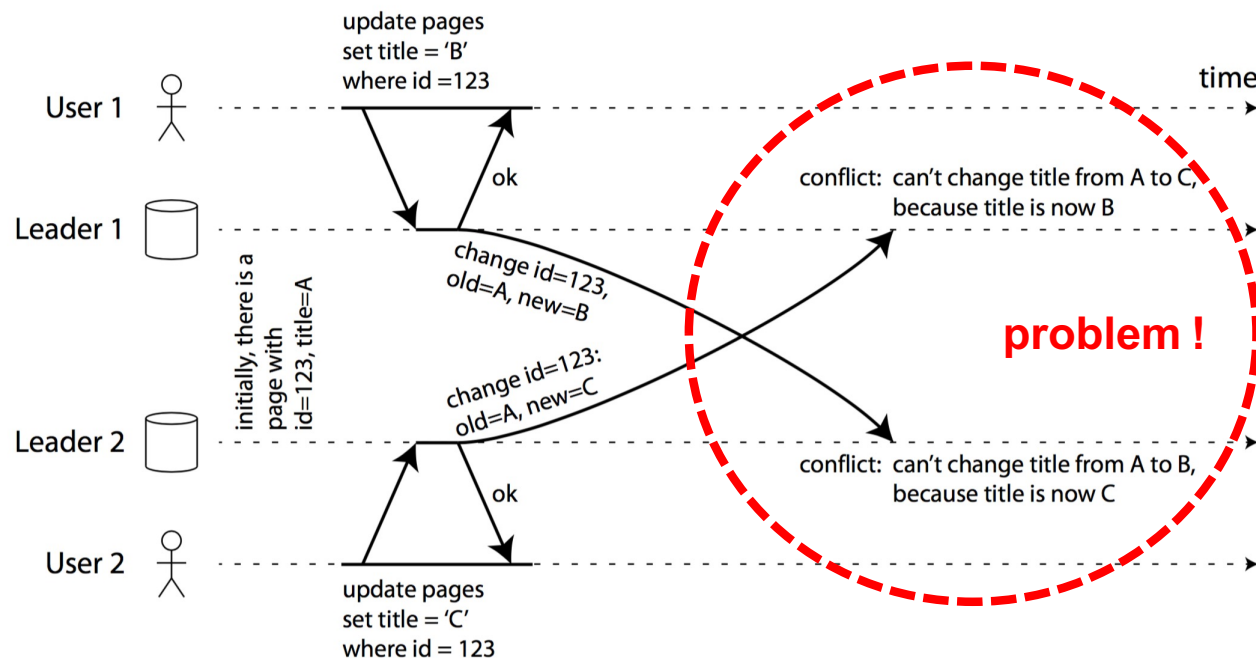 update pages
set title = ‘B’
where id =123
time
User 1
ok
conflict: can't change title from A to C,
because title is now B
Leader 1
change id=123,
old=A, new=B
initially, there is a
page with
id=123, title=A
problem !
change id=123:
old=A, new=C
Leader 2
conflict: can't change title from A to B,
because title is now C
ok
User 2
update pages
set title = ‘C’
where id = 123